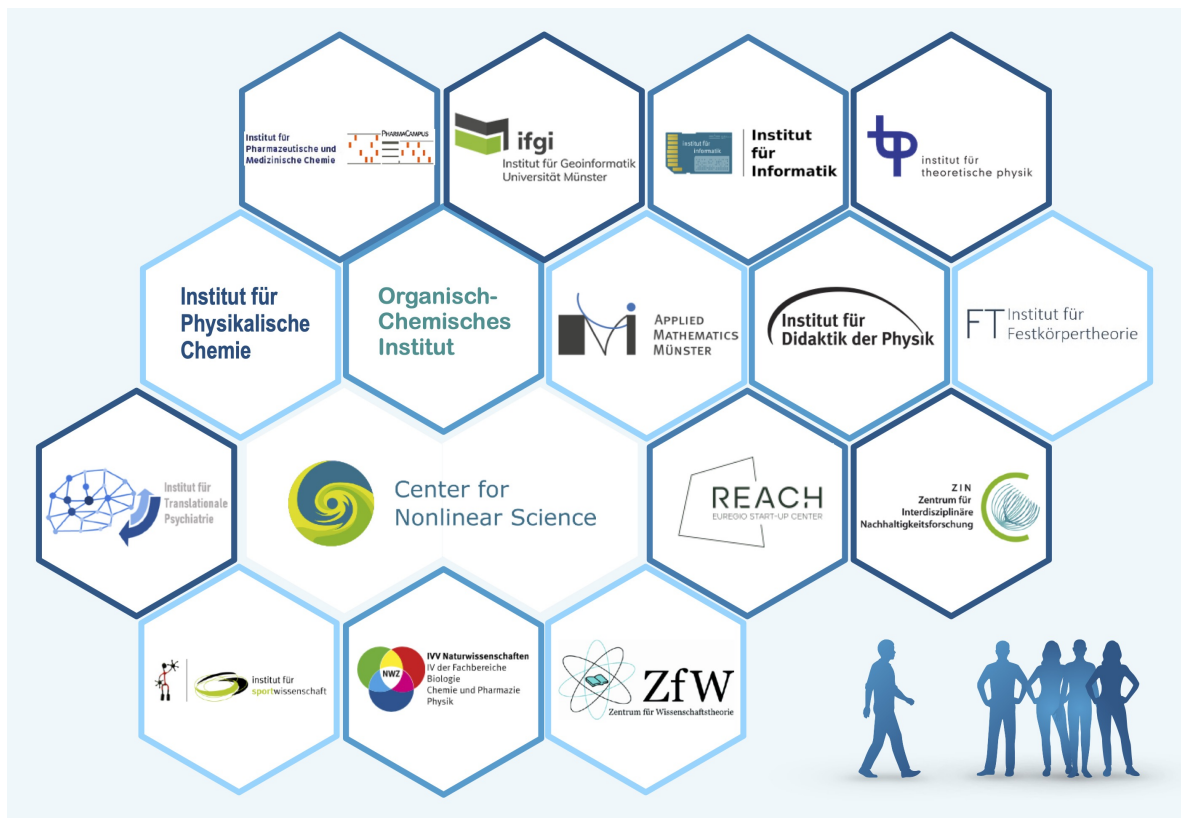 Institut für
Pharmazeutische und
Medizinische Chemie
PHARMACAMPUS
ifgi
Institut für Geoinformatik
Universität Münster
institut für
informatik
Institut
für
Informatik
institut für
theoretische physik
Institut für
Physikalische
Chemie
Organisch-
Chemisches
Institut
APPLIED
MATHEMATICS
MÜNSTER
Institut für
Didaktik der Physik
FT
Institut für
Festkörpertheorie
Institut für
Translationale
Psychiatrie
Center for
Nonlinear Science
REACH
EUREGIO START-UP CENTER
ZIN
Zentrum für
Interdisziplinäre
Nachhaltigkeitsforschung
institut für
sportwissenschaft
NWZ
IVV Naturwissenschaften
IV der Fachbereiche
Biologie
Chemie und Pharmazie
Physik
ZfW
Zentrum für Wissenschaftstheorie